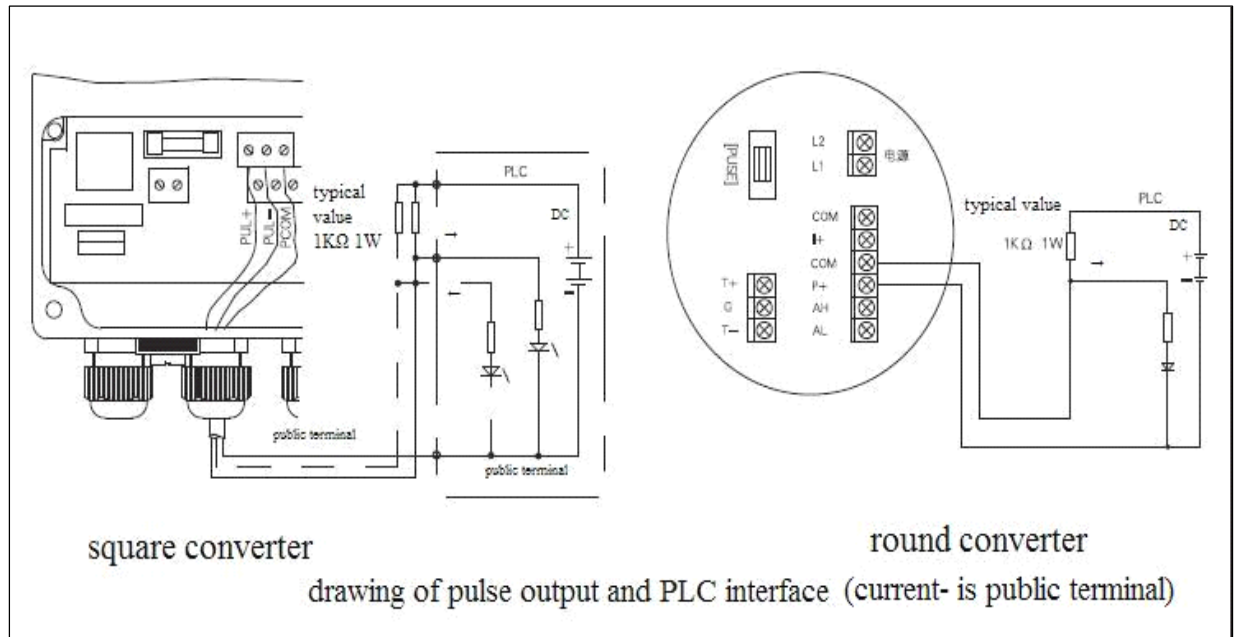 PUL+
PUL-
PCOM
typical
value
1KΩ 1W
PLC
DC
+
-
→
←
public terminal
public terminal
square converter
[PUSE]
L2
L1
电源
COM
I+
COM
P+
AH
AL
T+
G
T-
typical value
1KΩ 1W
PLC
DC
+
-
→
round converter
drawing of pulse output and PLC interface (current- is public terminal)